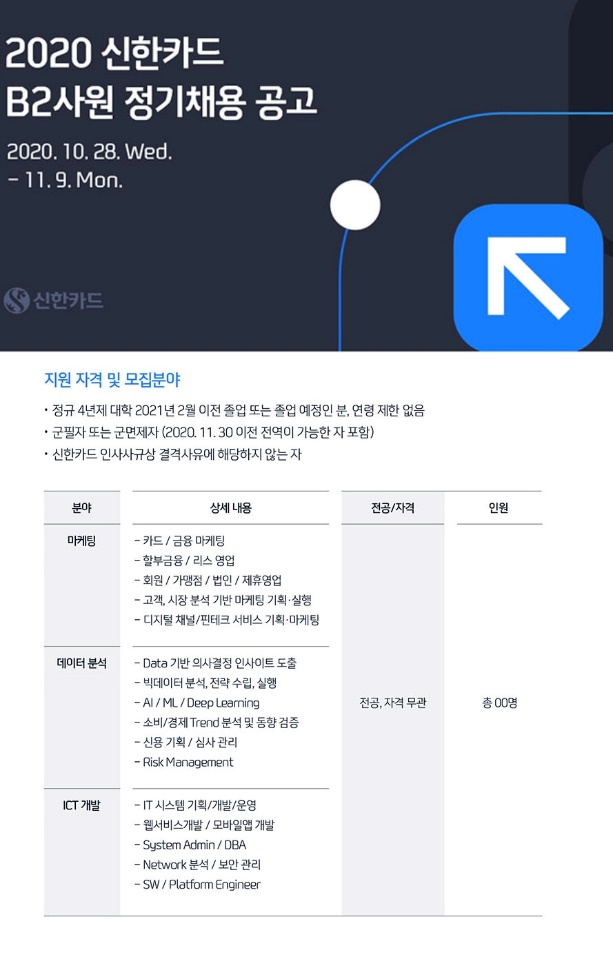 2020 신한카드
B2사원 정기채용 공고
2020. 10. 28. Wed.
– 11. 9. Mon.
신한카드
지원 자격 및 모집분야
• 정규 4년제 대학 2021년 2월 이전 졸업 또는 졸업 예정인 분, 연령 제한 없음
• 군필자 또는 군면제자 (2020. 11. 30 이전 전역이 가능한 자 포함)
• 신한카드 인사사규상 결격사유에 해당하지 않는 자
분야 상세 내용 전공/자격 인원
마케팅
– 카드 / 금융 마케팅
– 할부금융 / 리스 영업
– 회원 / 가맹점 / 법인 / 제휴영업
– 고객, 시장 분석 기반 마케팅 기획·실행
– 디지털 채널/핀테크 서비스 기획·마케팅
데이터 분석
– Data 기반 의사결정 인사이트 도출
– 빅데이터 분석, 전략 수립, 실행
– AI / ML / Deep Learning
– 소비/경제 Trend 분석 및 동향 검증
– 신용 기획 / 심사 관리
– Risk Management
ICT 개발
– IT 시스템 기획/개발/운영
– 웹서비스개발 / 모바일앱 개발
– System Admin / DBA
– Network 분석 / 보안 관리
– SW / Platform Engineer
전공, 자격 무관
총 00명